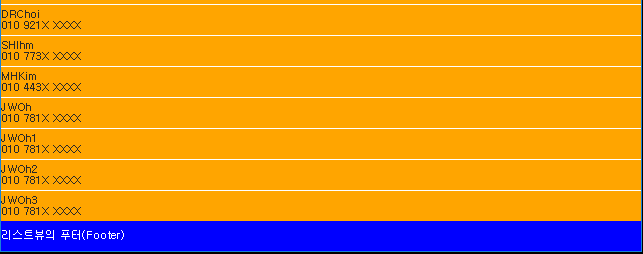 DRChoi
010 921X XXXX
SHlhm
010 773X XXXX
MHKim
010 443X XXXX
JWOh
010 781X XXXX
JWOh1
010 781X XXXX
JWOh2
010 781X XXXX
JWOh3
010 781X XXXX
리스트뷰의 푸터(Footer)